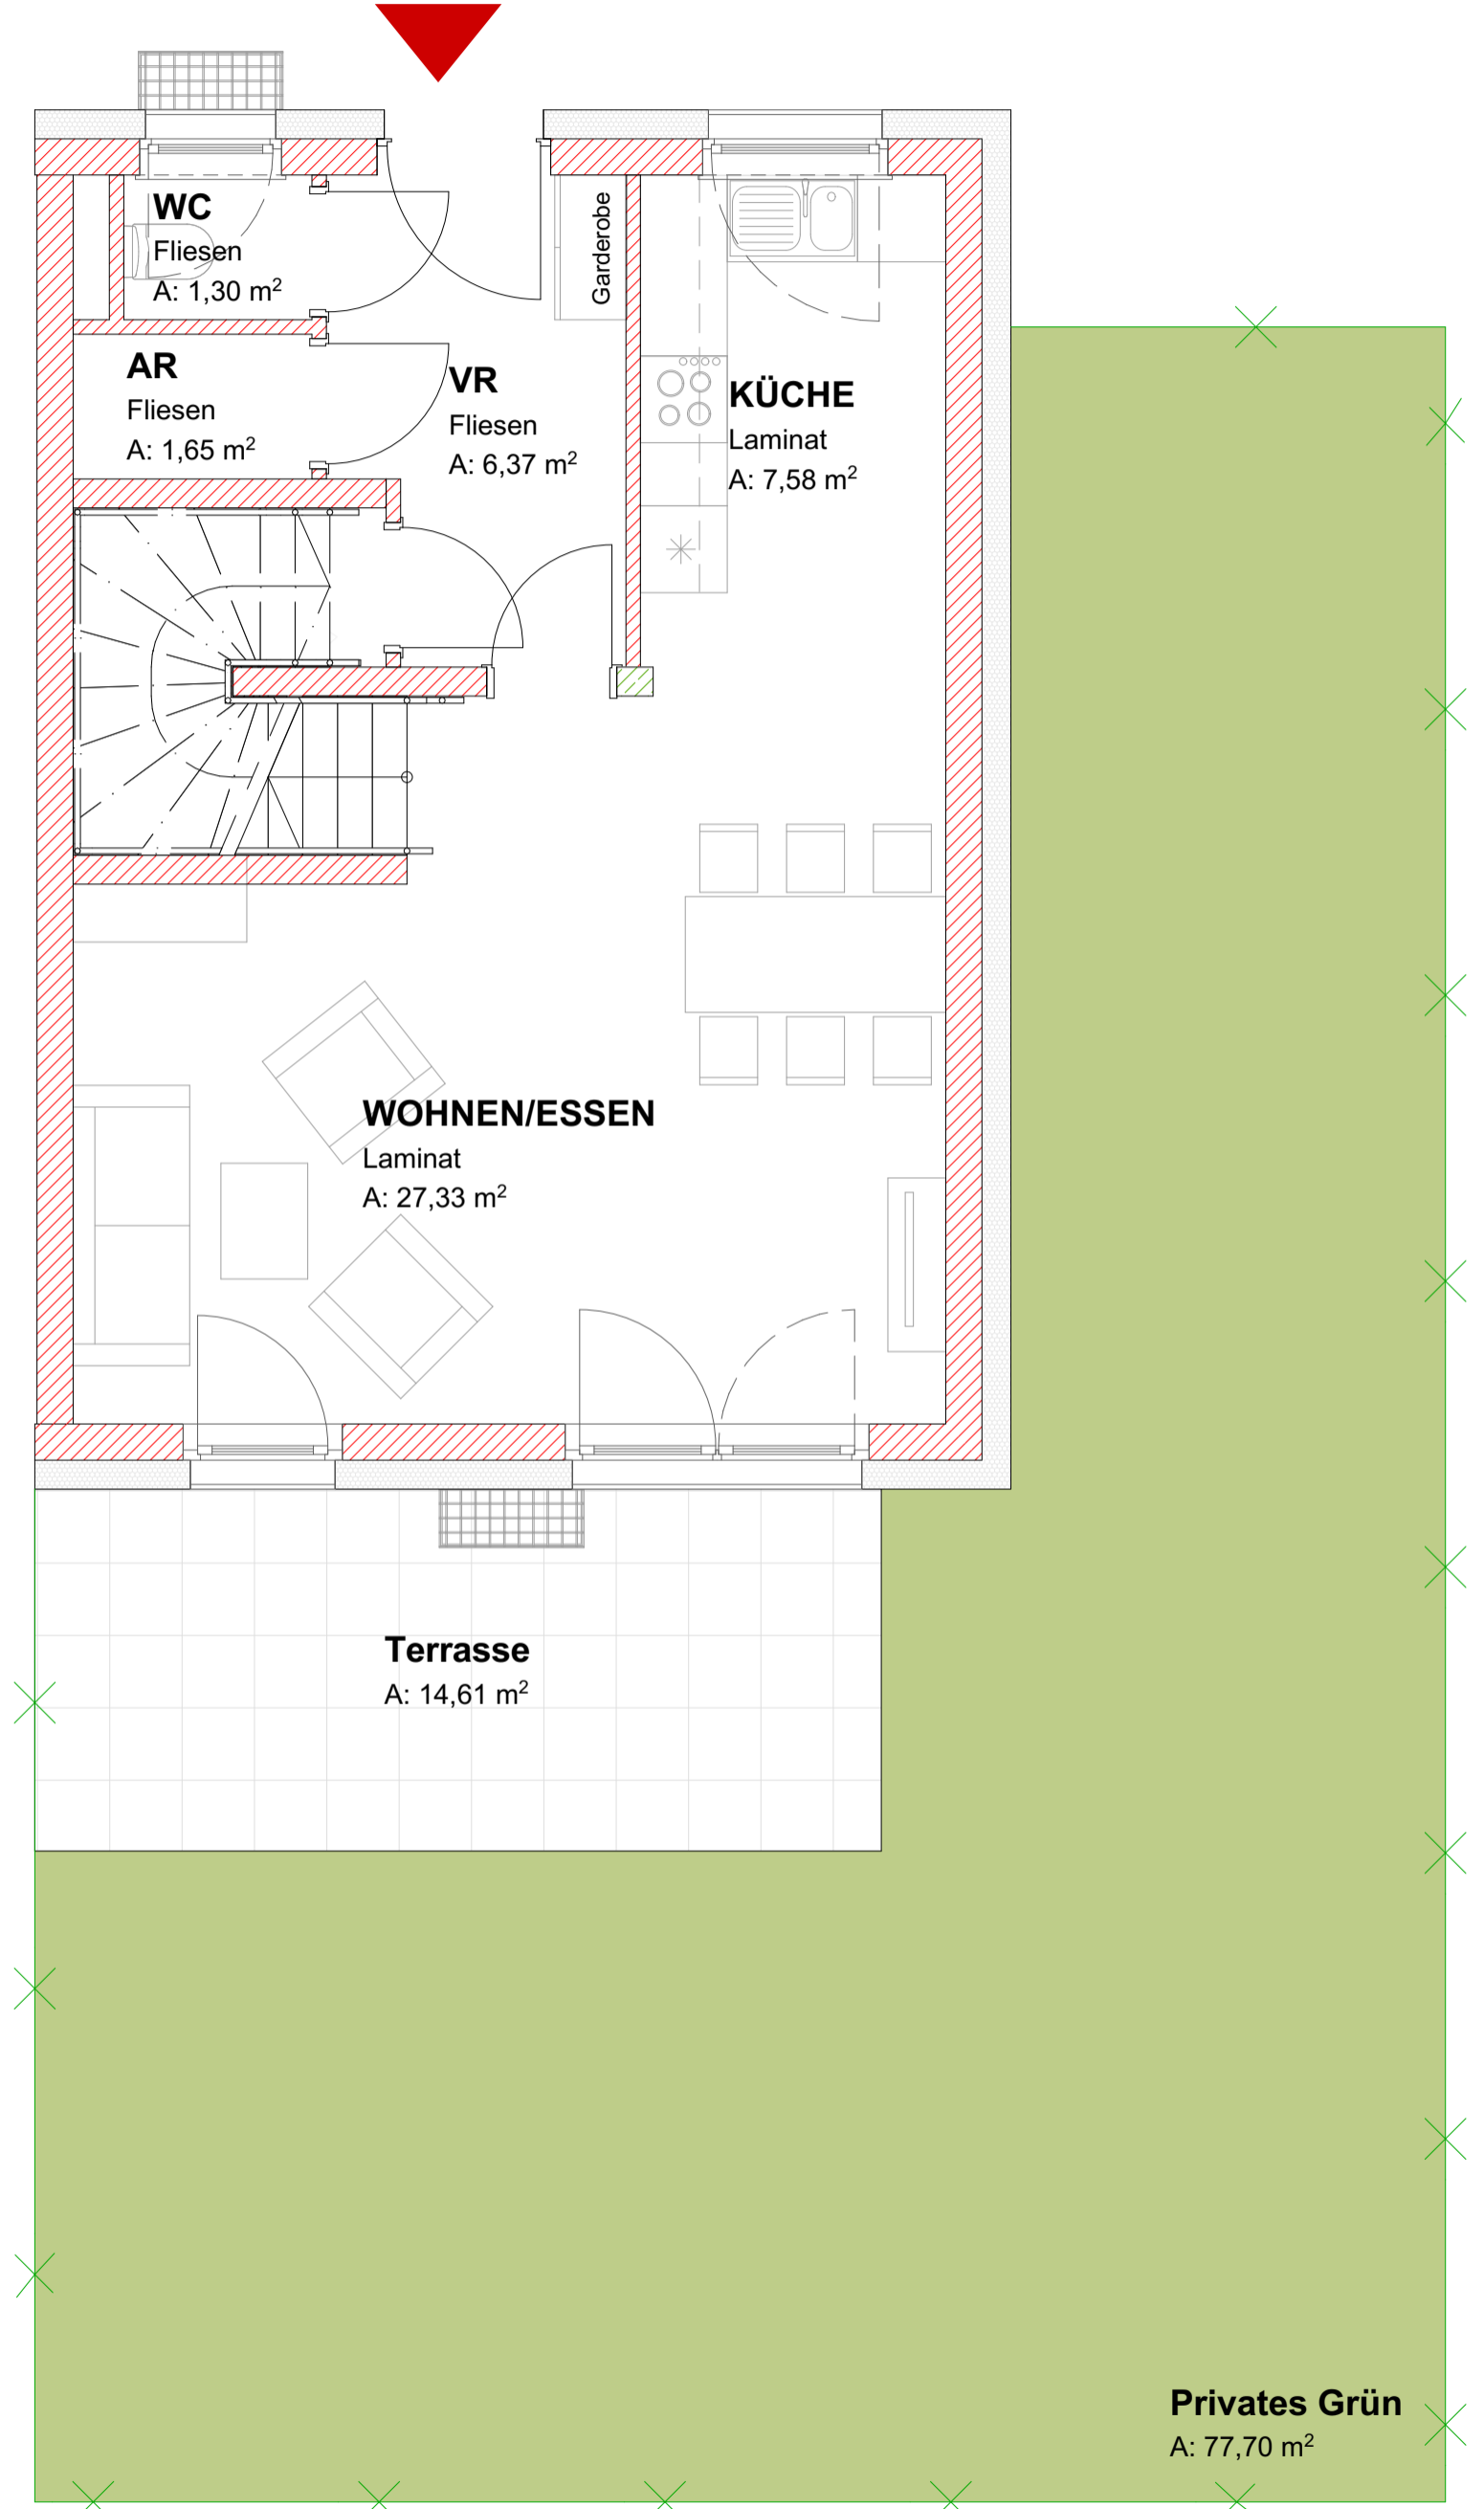 WC
Fliesen
A: 1,30 m²
Garderobe
AR
Fliesen
A: 1,65 m²
VR
Fliesen
A: 6,37 m²
KÜCHE
Laminat
A: 7,58 m²
WOHNEN/ESSEN
Laminat
A: 27,33 m²
Terrasse
A: 14,61 m²
Privates Grün
A: 77,70 m²